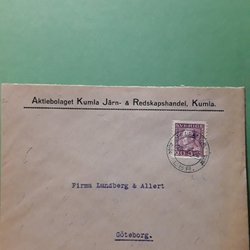 Aktiebolaget Kumla Järn- & Redskapshandel, Kumla.
SVERIGE
Firma Lundberg & Allert
Göteborg.